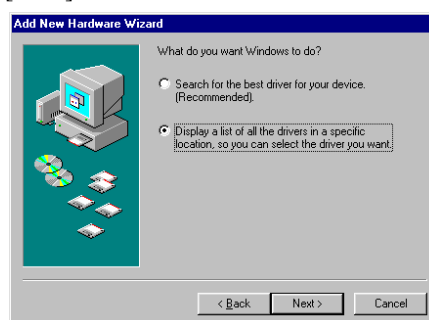 Add New Hardware Wizard
What do you want Windows to do?
Search for the best driver for your device.
(Recommended).
Display a list of all the drivers in a specific
location, so you can select the driver you want.
< Back
Next >
Cancel